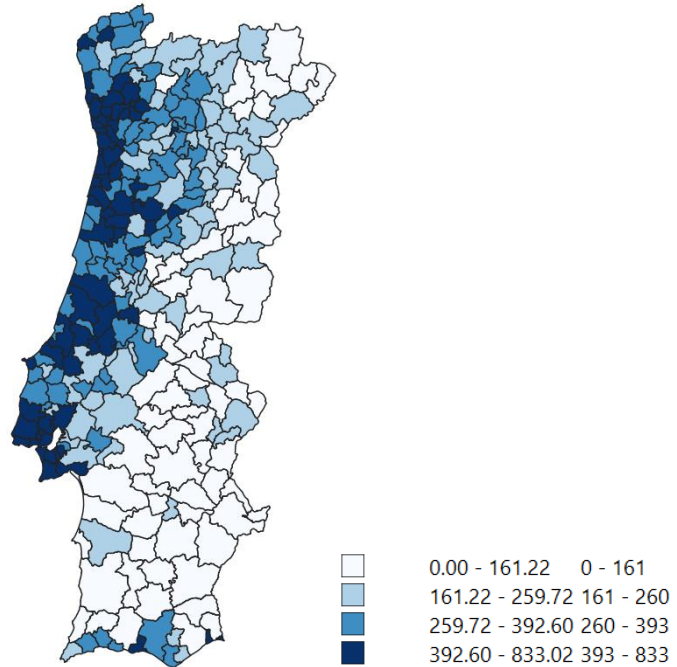 0.00 - 161.22 0 - 161
161.22 - 259.72 161 - 260
259.72 - 392.60 260 - 393
392.60 - 833.02 393 - 833